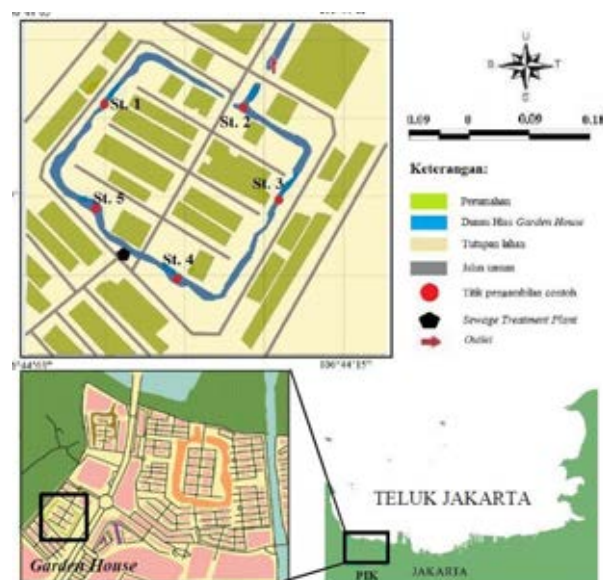 St. 1
St. 2
St. 3
St. 5
St. 4
U
B
T
S
0.09
0
0.09
0.18
Keterangan:
Perumahan
Danau Hias Garden House
Tutupan lahan
Jalan umum
Titik pengambilan contoh
Sewage Treatment Plant
Outlet
106°44'15"
TELUK JAKARTA
Garden House
PIK
JAKARTA